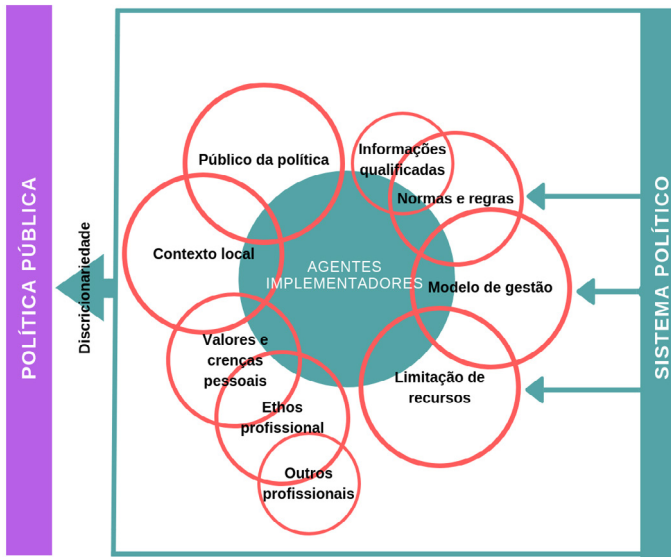 POLÍTICA PÚBLICA
Discricionariedade
Público da política
Contexto local
Valores e
crenças
pessoais
Ethos
profissional
Outros
profissionais
AGENTES
IMPLEMENTADORES
Informações
qualificadas
Normas e regras
Modelo de gestão
Limitação de
recursos
SISTEMA POLÍTICO